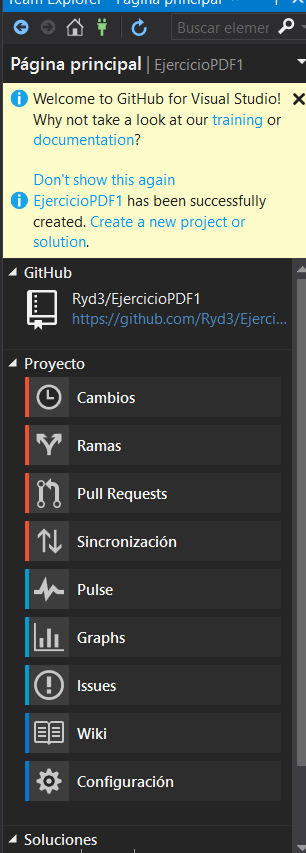 Team Explorer - Página principal
Buscar elemen
Página principal | EjercicioPDF1
Welcome to GitHub for Visual Studio!
Why not take a look at our training or
documentation?
Don't show this again
EjercicioPDF1 has been successfully
created. Create a new project or
solution.
GitHub
Ryd3/EjercicioPDF1
https://github.com/Ryd3/Ejerci...
Proyecto
Cambios
Ramas
Pull Requests
Sincronización
Pulse
Graphs
Issues
Wiki
Configuración
Soluciones